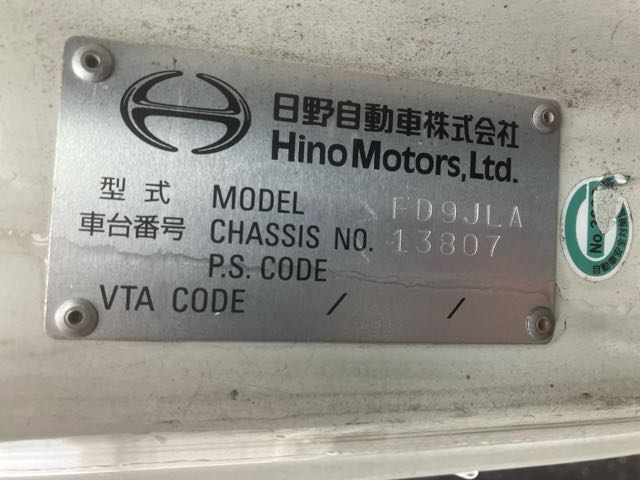 日野自動車株式会社
Hino Motors, Ltd.
型式 MODEL FD9JLA
車台番号 CHASSIS NO. 13807
P.S. CODE
VTA CODE / /
No